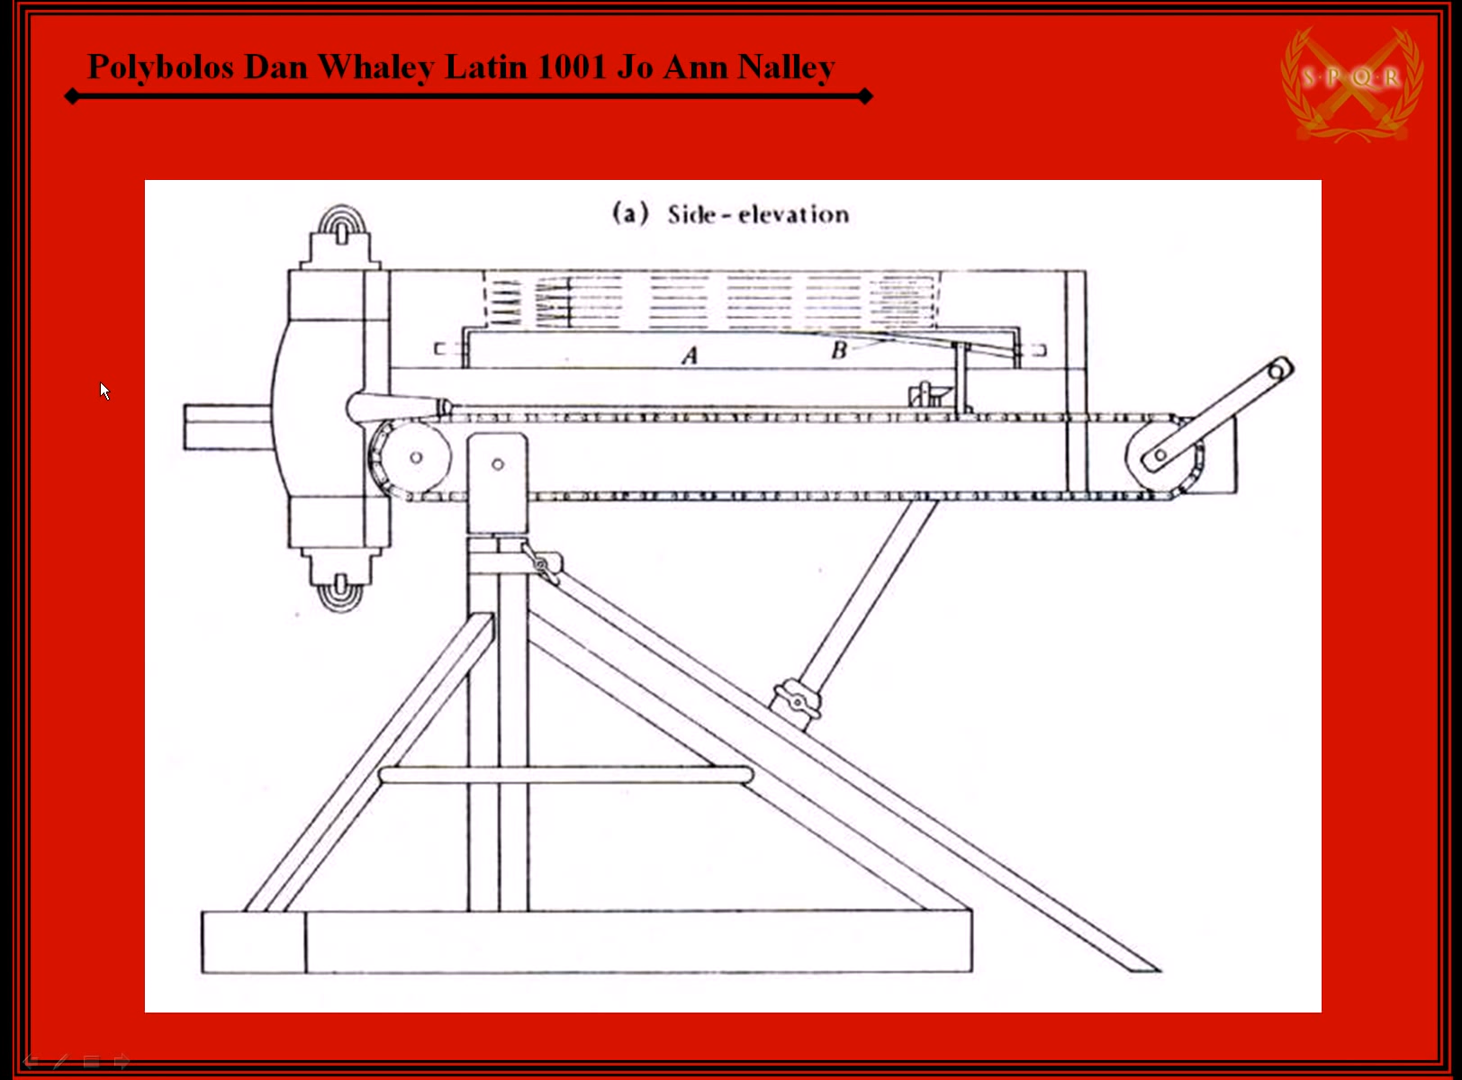 Polybolos Dan Whaley Latin 1001 Jo Ann Nalley
S·P·Q·R
(a) Side-elevation
A
B